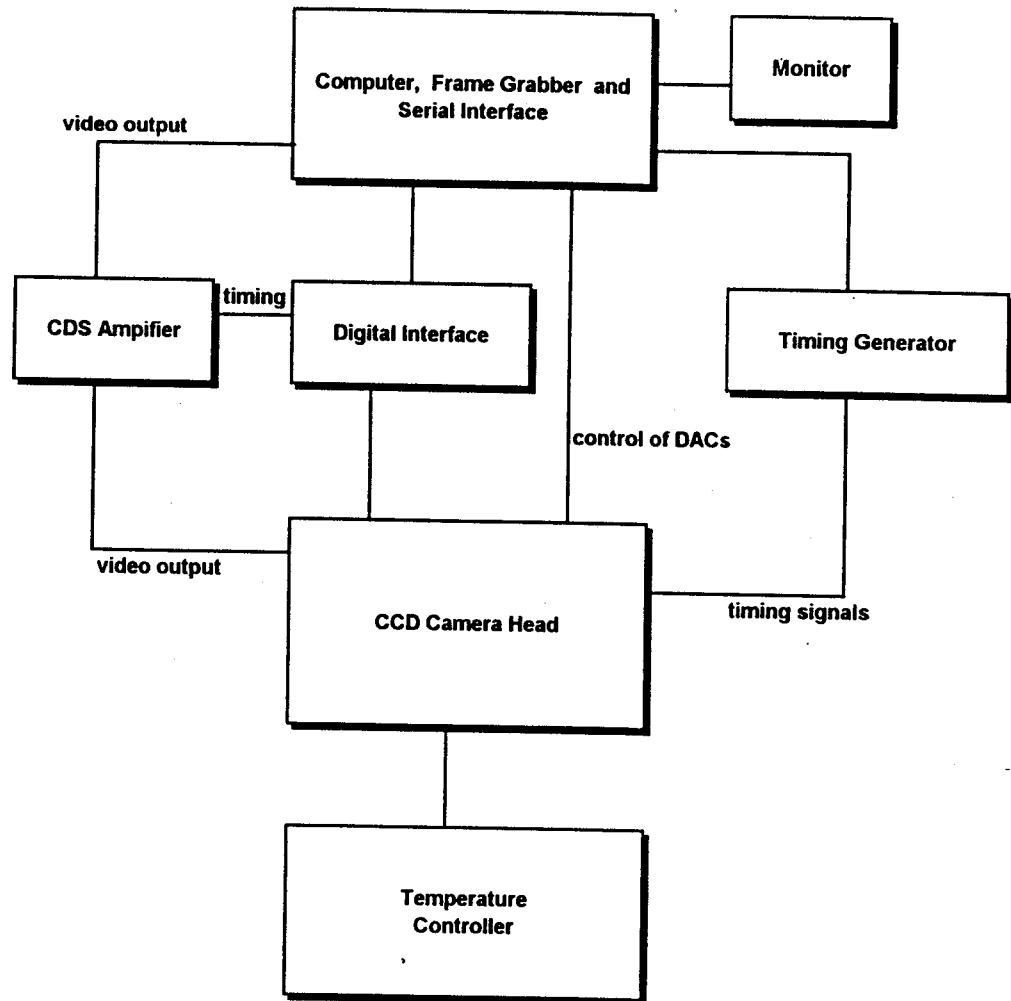 Computer, Frame Grabber and
Serial Interface
Monitor
video output
CDS Ampifier
timing
Digital Interface
Timing Generator
control of DACs
video output
CCD Camera Head
timing signals
Temperature
Controller